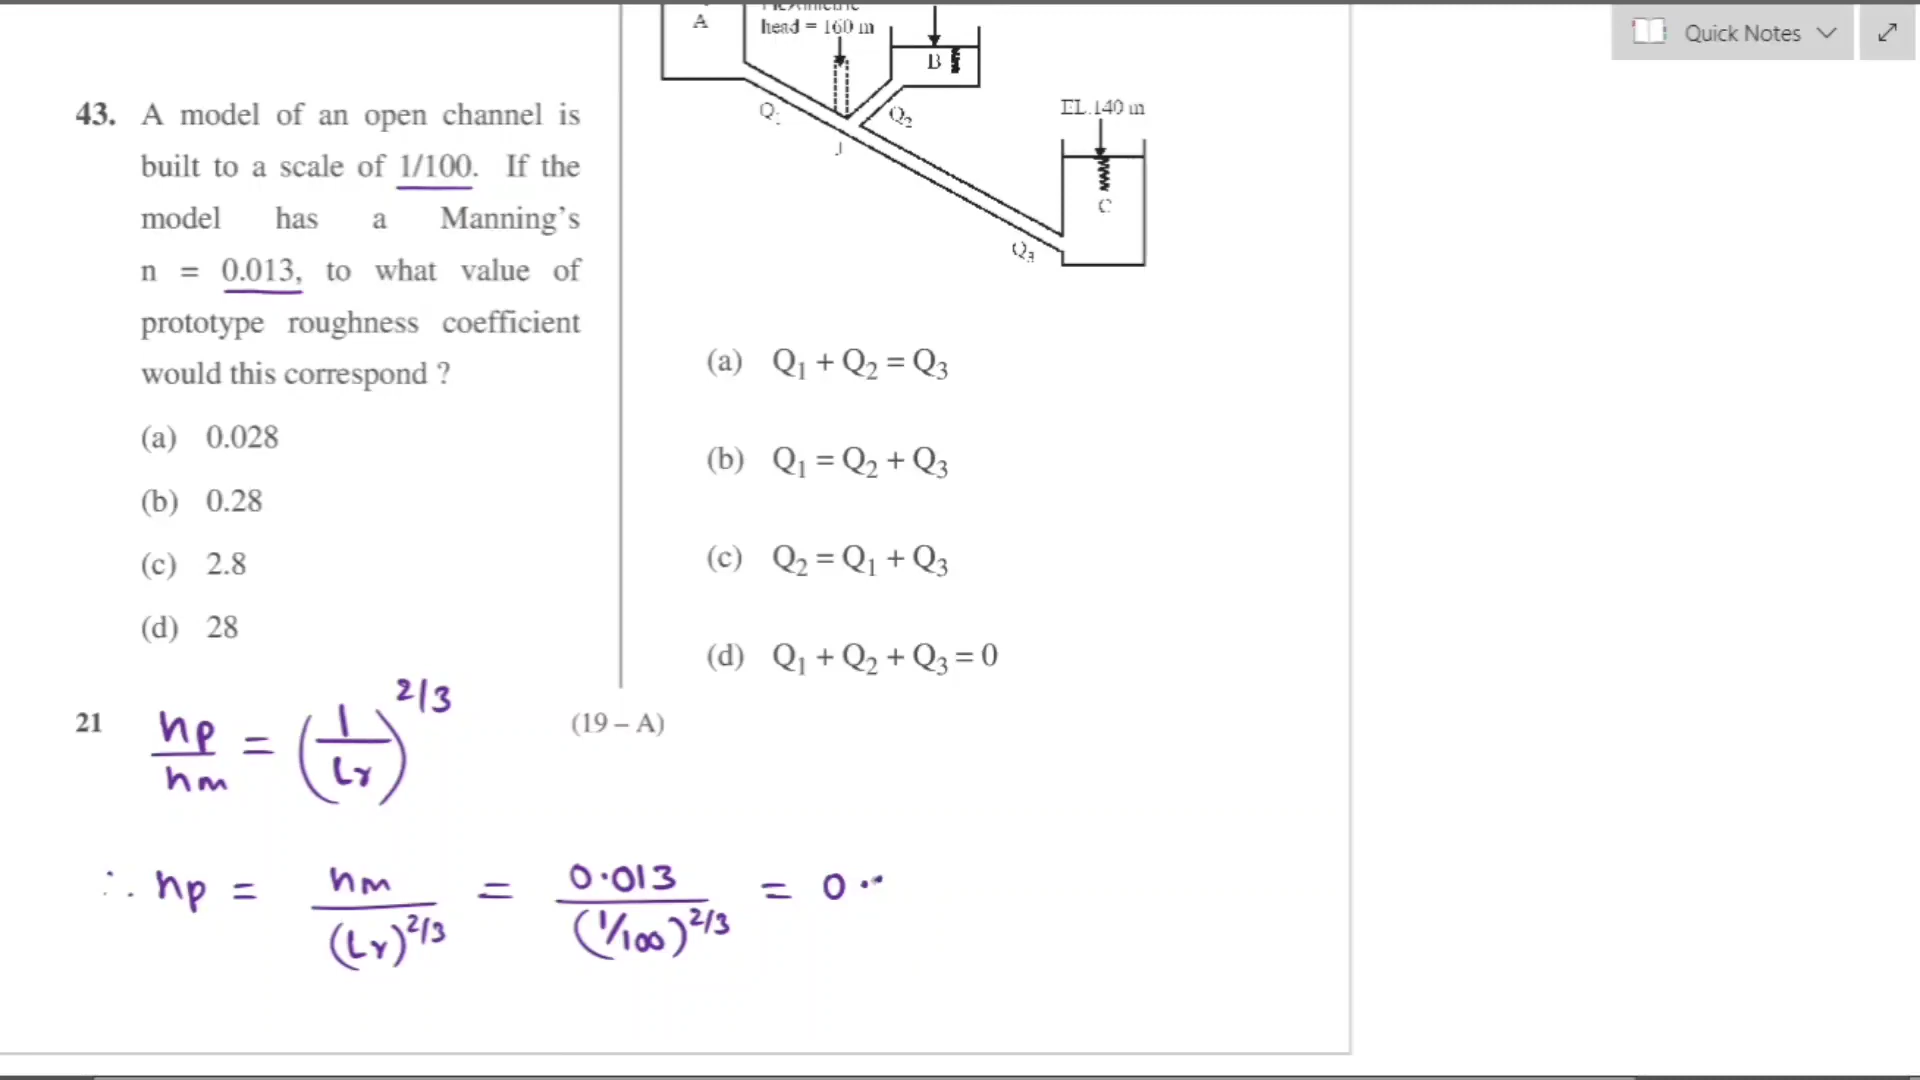 Quick Notes
43. A model of an open channel is
built to a scale of 1/100. If the
model has a Manning's
n = 0.013, to what value of
prototype roughness coefficient
would this correspond ?
(a) 0.028
(b) 0.28
(c) 2.8
(d) 28
21
(19 – A)
A
head = 160 m
B
EL.140 m
Q₂
J
C
Q₃
(a) Q₁ + Q₂ = Q₃
(b) Q₁ = Q₂ + Q₃
(c) Q₂ = Q₁ + Q₃
(d) Q₁ + Q₂ + Q₃ = 0
np/nm = (1/Lr)^2/3
∴ np = nm/(Lr)^2/3 = 0.013/(1/100)^2/3 = 0.